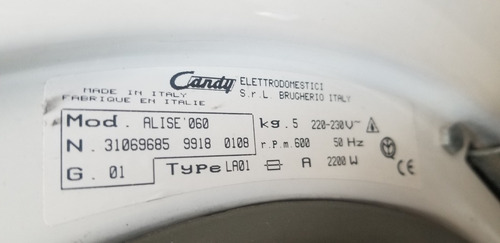 Candy ELETTRODOMESTICI
S.r.L BRUGHERIO ITALY
MADE IN ITALY
FABRIQUE EN ITALIE
Mod. ALISE'060 kg.5 220-230V~
N. 31069685 9918 0108 r.p.m.600 50 Hz
G. 01 Type LA01 A 2200 W CE